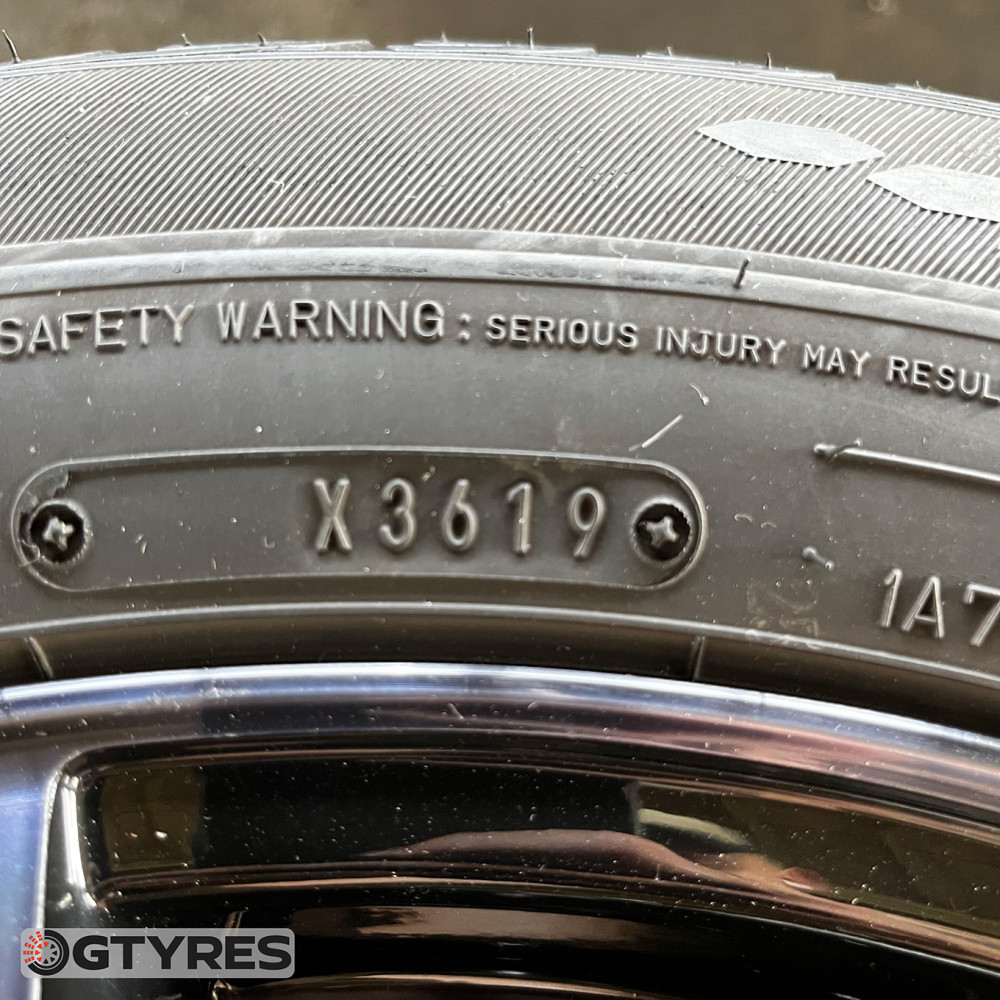 SAFETY WARNING: SERIOUS INJURY MAY RESUL
X3619
1A7
GTYRES